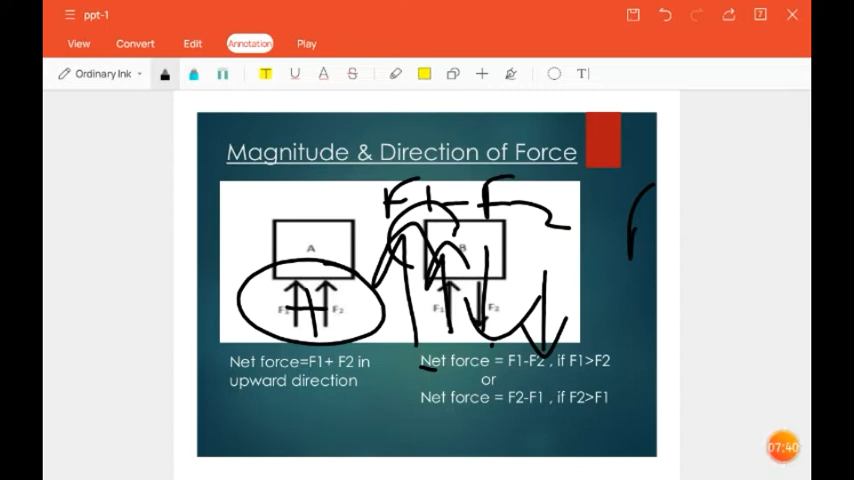 ppt-1
7
View Convert Edit Annotation Play
Ordinary Ink T U A S T
Magnitude & Direction of Force
F1-F2
A B
F1 F2 F1 F2
Net force=F1+ F2 in
upward direction
Net force = F1-F2 , if F1>F2
or
Net force = F2-F1 , if F2>F1
07:40